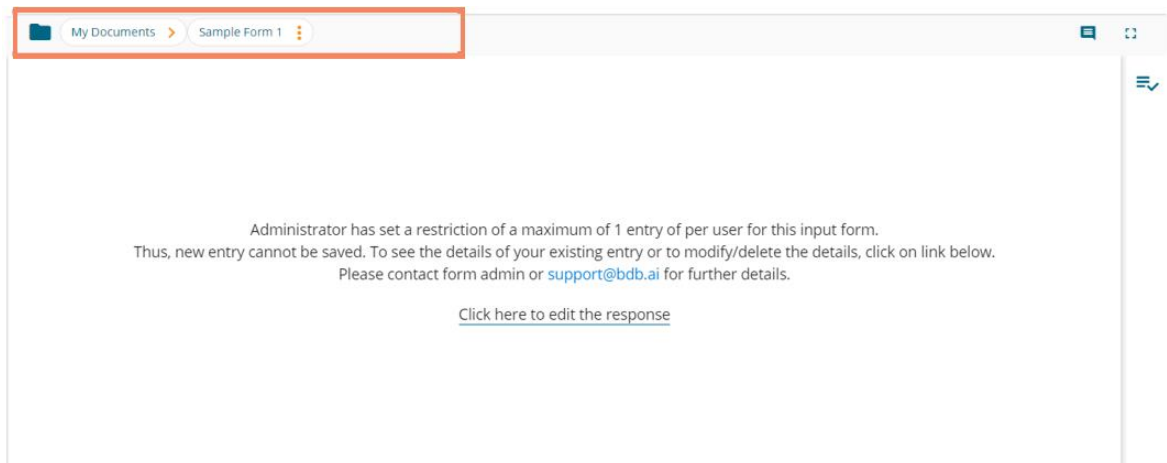 My Documents Sample Form 1
Administrator has set a restriction of a maximum of 1 entry of per user for this input form.
Thus, new entry cannot be saved. To see the details of your existing entry or to modify/delete the details, click on link below.
Please contact form admin or support@bdb.ai for further details.
Click here to edit the response